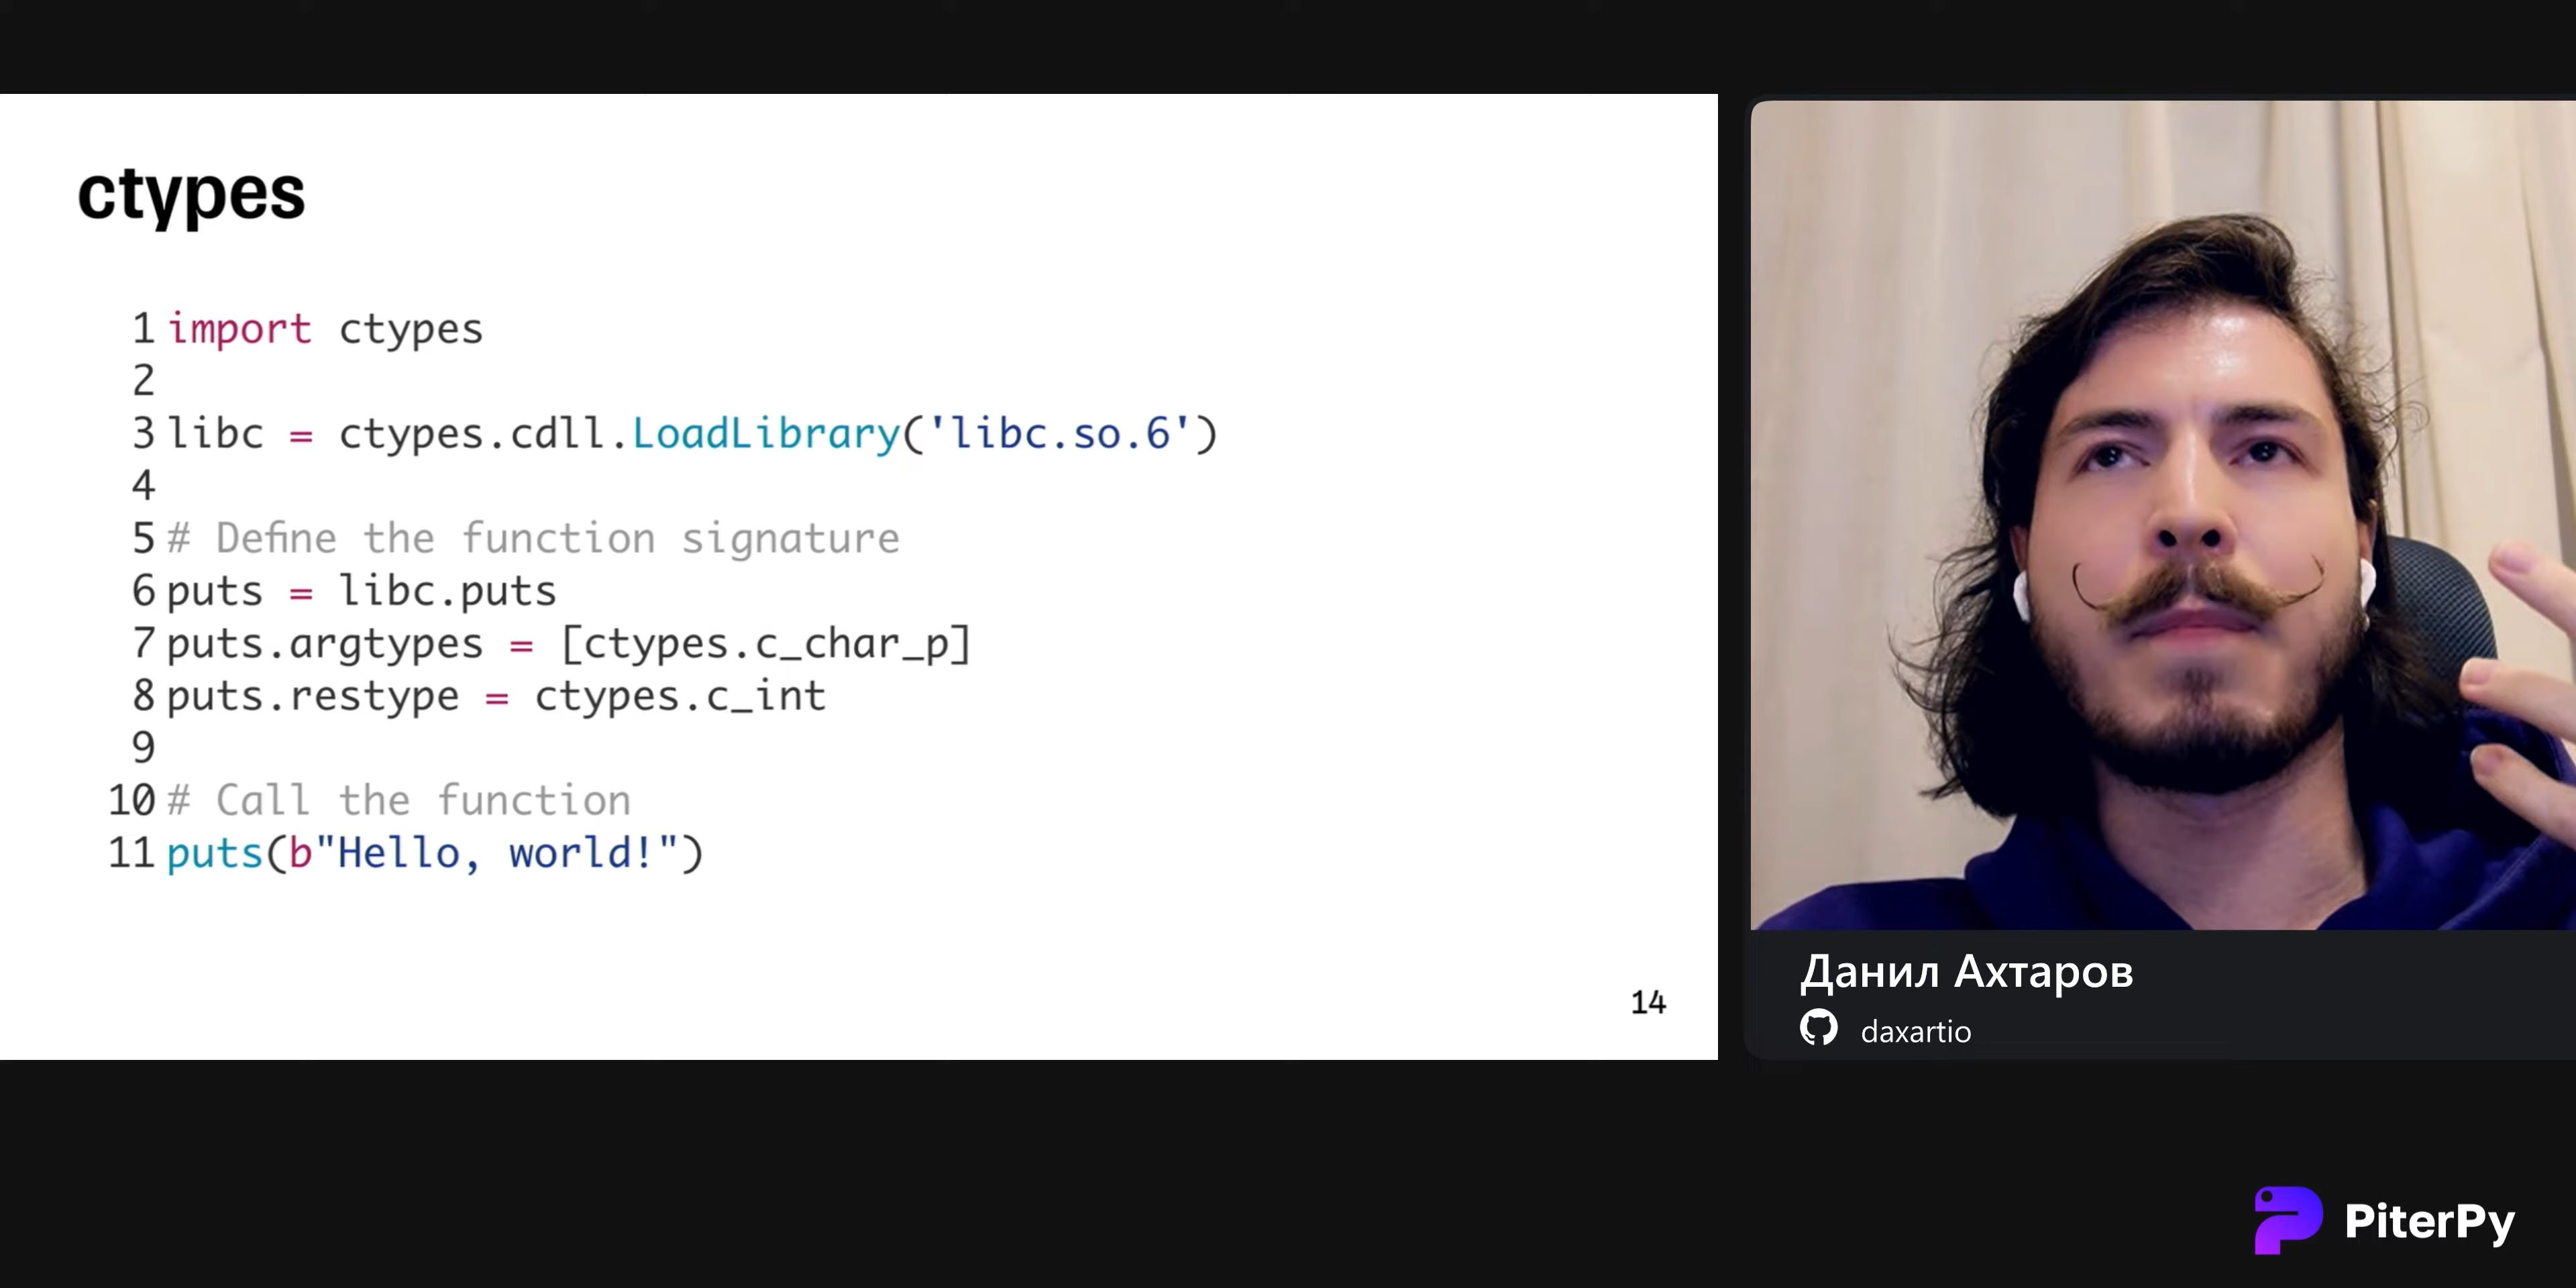 ctypes
1 import ctypes
2
3 libc = ctypes.cdll.LoadLibrary('libc.so.6')
4
5 # Define the function signature
6 puts = libc.puts
7 puts.argtypes = [ctypes.c_char_p]
8 puts.restype = ctypes.c_int
9
10 # Call the function
11 puts(b"Hello, world!")
14
Данил Ахтаров
daxartio
PiterPy